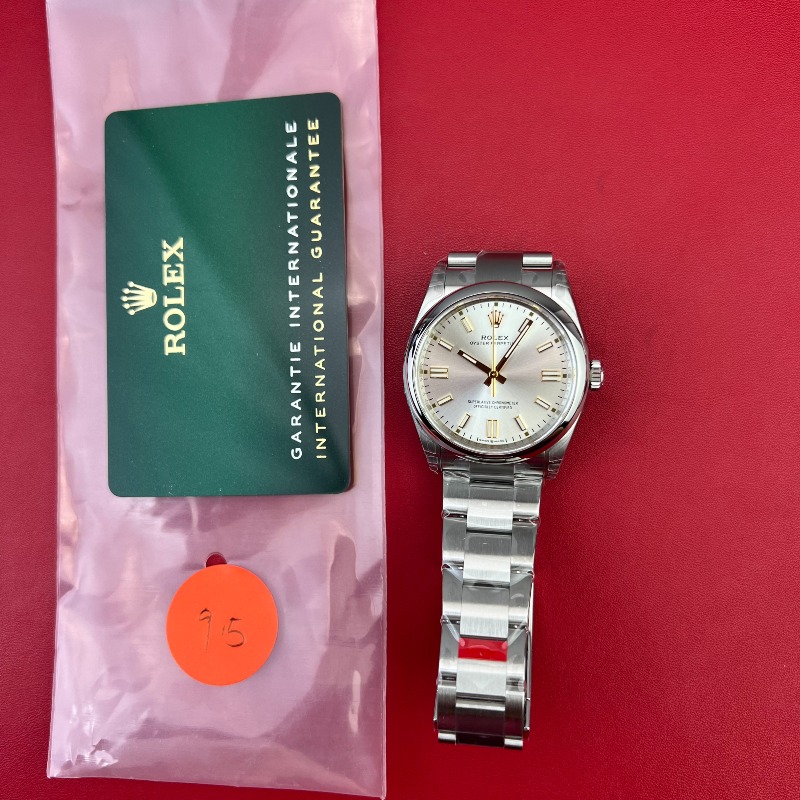 ROLEX
GARANTIE INTERNATIONALE
INTERNATIONAL GUARANTEE
95
ROLEX
OYSTER PERPETUAL
SUPERLATIVE CHRONOMETER
OFFICIALLY CERTIFIED